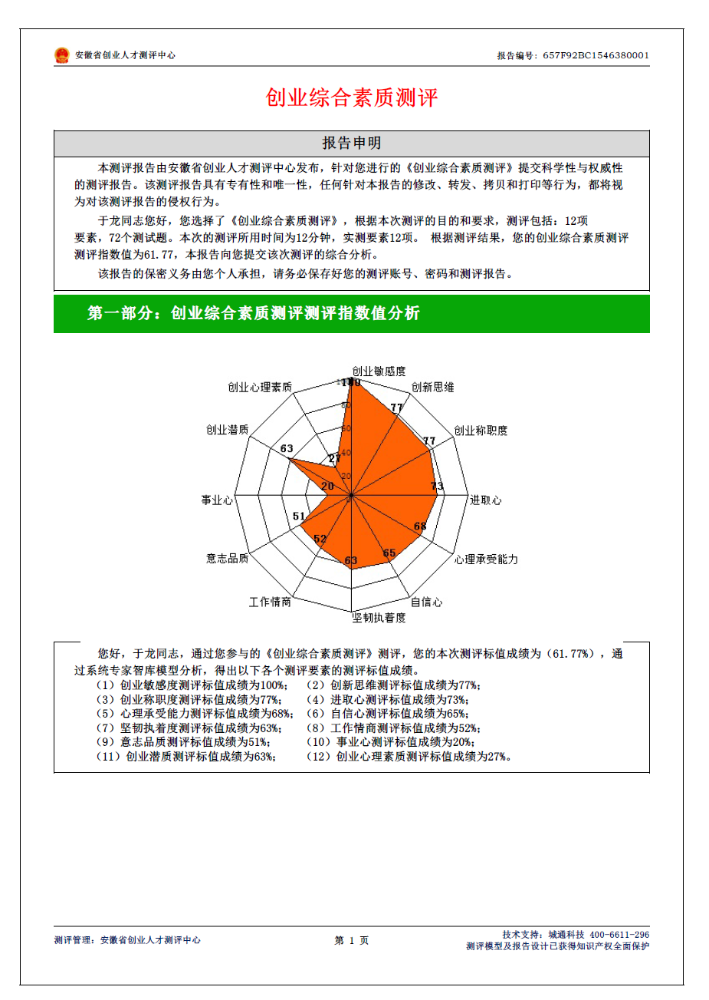 安徽省创业人才测评中心
报告编号：657F92BC1546380001
创业综合素质测评
报告申明
本测评报告由安徽省创业人才测评中心发布，针对您进行的《创业综合素质测评》提交科学性与权威性
的测评报告。该测评报告具有专有性和唯一性，任何针对本报告的修改、转发、拷贝和打印等行为，都将视
为对该测评报告的侵权行为。
于龙同志您好，您选择了《创业综合素质测评》，根据本次测评的目的和要求，测评包括：12项
要素，72个测试题。本次的测评所用时间为12分钟，实测要素12项。 根据测评结果，您的创业综合素质测评
测评指数值为61.77，本报告向您提交该次测评的综合分析。
该报告的保密义务由您个人承担，请务必保存好您的测评账号、密码和测评报告。
第一部分：创业综合素质测评测评指数值分析
创业敏感度
创业心理素质
创新思维
100
77
80
创业潜质
创业称职度
60
77
63
40
27
20
20
73
0
事业心
进取心
51
68
52
65
63
意志品质
心理承受能力
工作情商
自信心
坚韧执着度
您好，于龙同志，通过您参与的《创业综合素质测评》测评，您的本次测评标值成绩为（61.77%），通
过系统专家智库模型分析，得出以下各个测评要素的测评标值成绩。
（1）创业敏感度测评标值成绩为100%； （2）创新思维测评标值成绩为77%；
（3）创业称职度测评标值成绩为77%； （4）进取心测评标值成绩为73%；
（5）心理承受能力测评标值成绩为68%； （6）自信心测评标值成绩为65%；
（7）坚韧执着度测评标值成绩为63%； （8）工作情商测评标值成绩为52%；
（9）意志品质测评标值成绩为51%； （10）事业心测评标值成绩为20%；
（11）创业潜质测评标值成绩为63%； （12）创业心理素质测评标值成绩为27%。
测评管理：安徽省创业人才测评中心
第 1 页
技术支持：城通科技 400-6611-296
测评模型及报告设计已获得知识产权全面保护